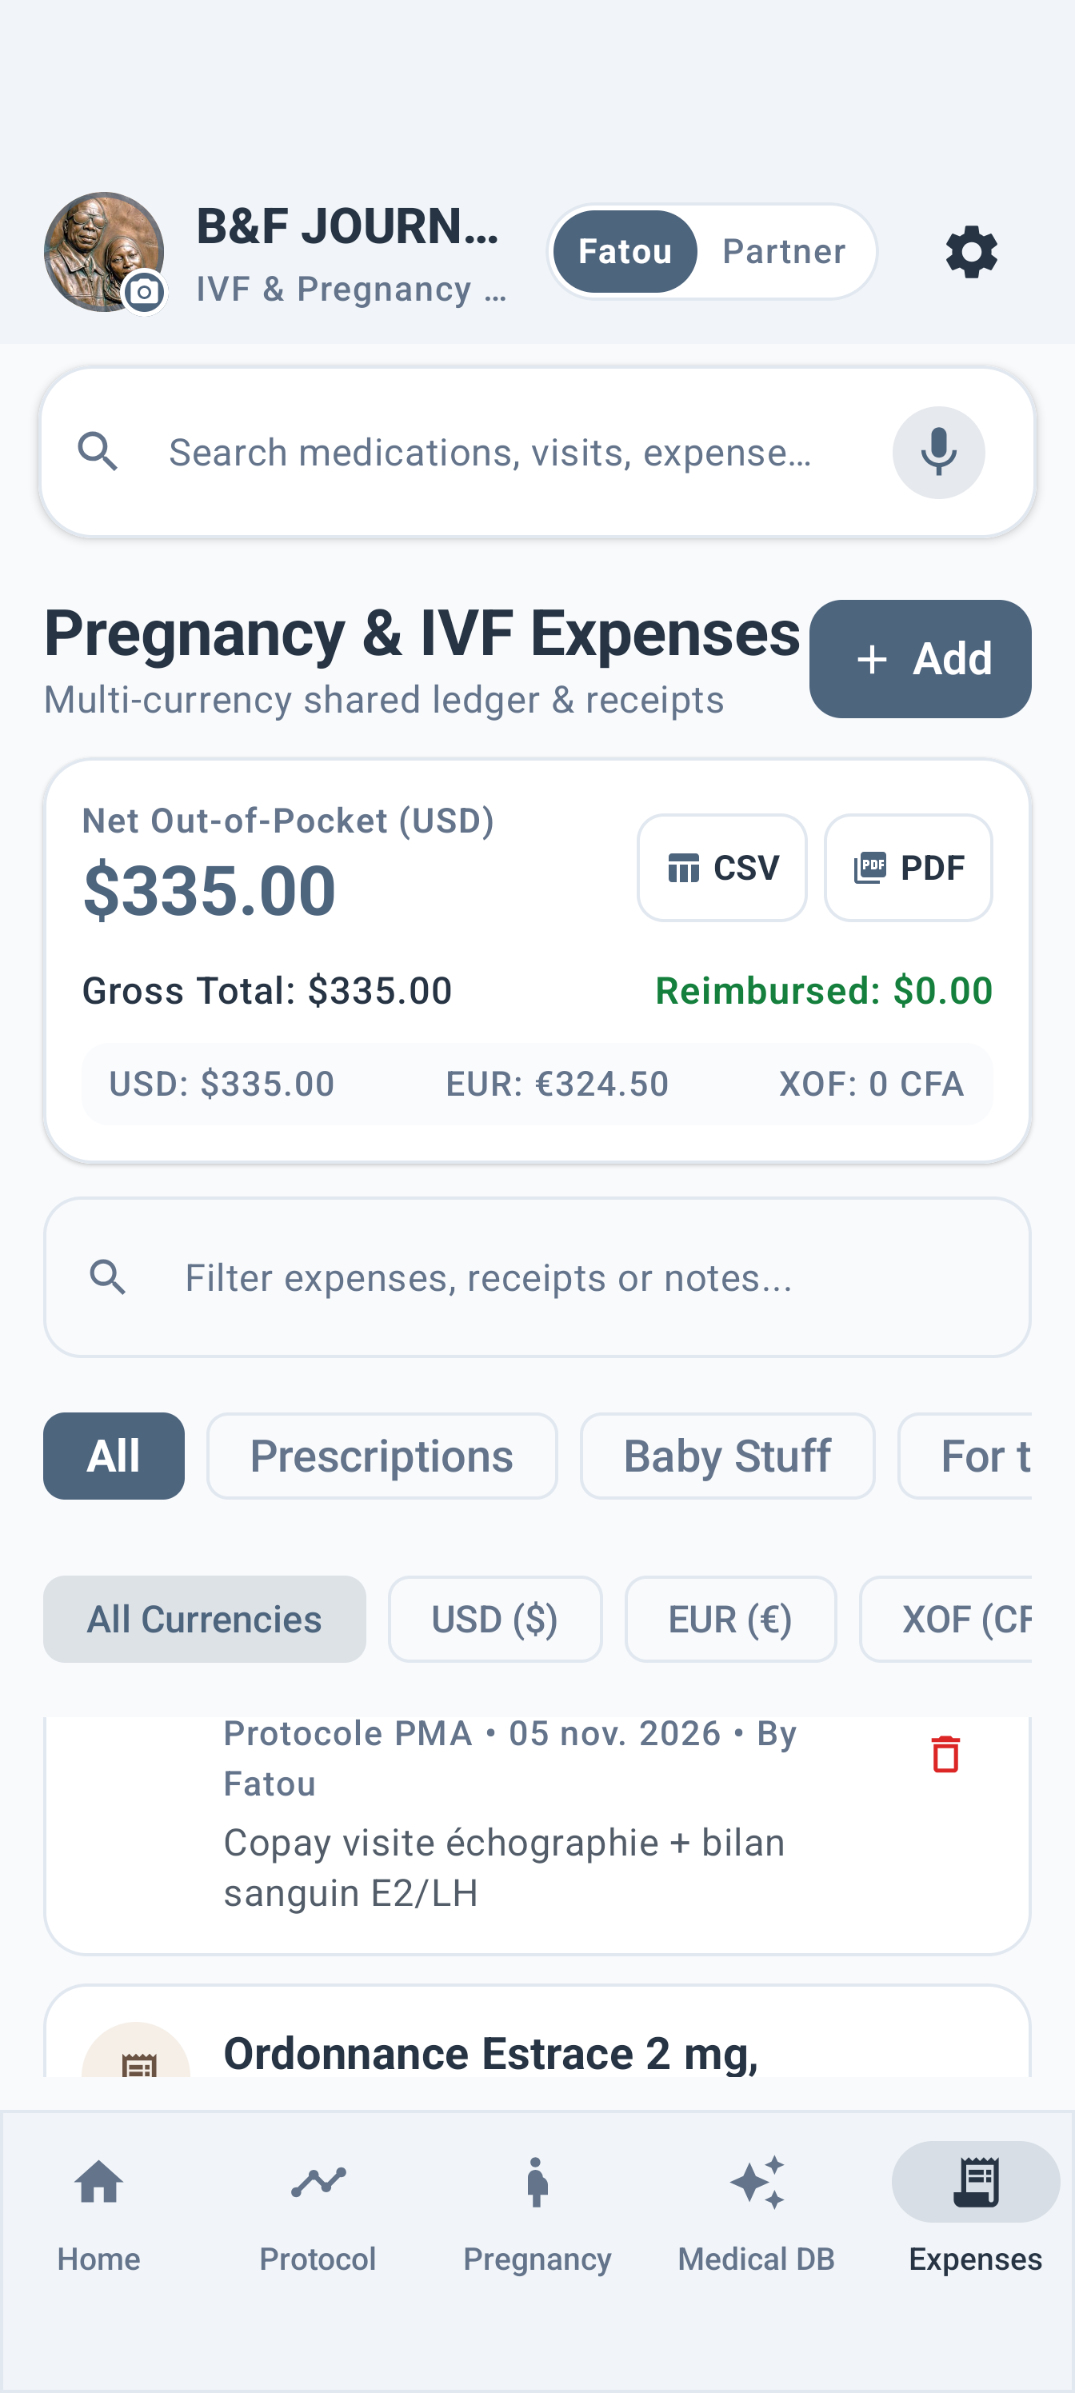 B&F JOURN...
IVF & Pregnancy ...
Fatou
Partner
Search medications, visits, expense...
Pregnancy & IVF Expenses
Multi-currency shared ledger & receipts
+ Add
Net Out-of-Pocket (USD)
$335.00
CSV
PDF
Gross Total: $335.00
Reimbursed: $0.00
USD: $335.00
EUR: €324.50
XOF: 0 CFA
Filter expenses, receipts or notes...
All
Prescriptions
Baby Stuff
For t
All Currencies
USD ($)
EUR (€)
XOF (CF
Protocole PMA • 05 nov. 2026 • By
Fatou
Copay visite échographie + bilan
sanguin E2/LH
Ordonnance Estrace 2 mg,
Home
Protocol
Pregnancy
Medical DB
Expenses